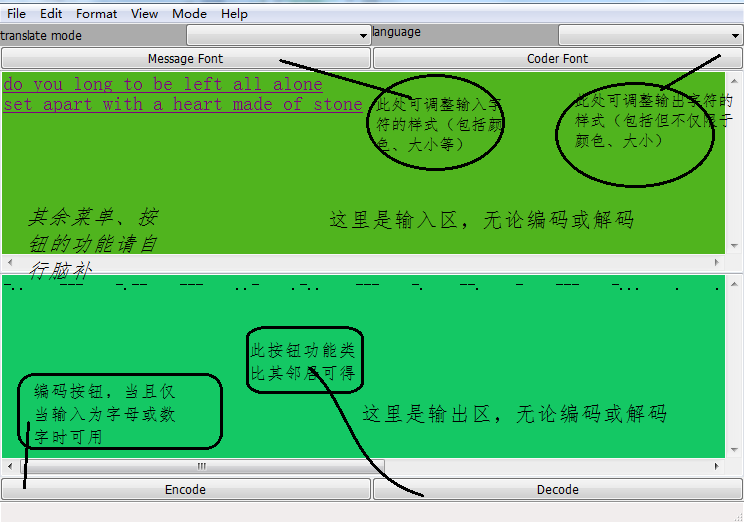 File Edit Format View Mode Help
translate mode language
Message Font Coder Font
do you long to be left all alone
set apart with a heart made of stone
此处可调整输入字
符的样式（包括颜
色、大小等）
此处可调整输出字符的
样式（包括但不仅限于
颜色、大小）
其余菜单、按
钮的功能请自
行脑补
这里是输入区，无论编码或解码
-.. --- -.-- --- ..- .-.. --- -. --. - --- -... . .
此按钮功能类
比其邻居可得
编码按钮，当且仅
当输入为字母或数
字时可用
这里是输出区，无论编码或解码
Encode Decode